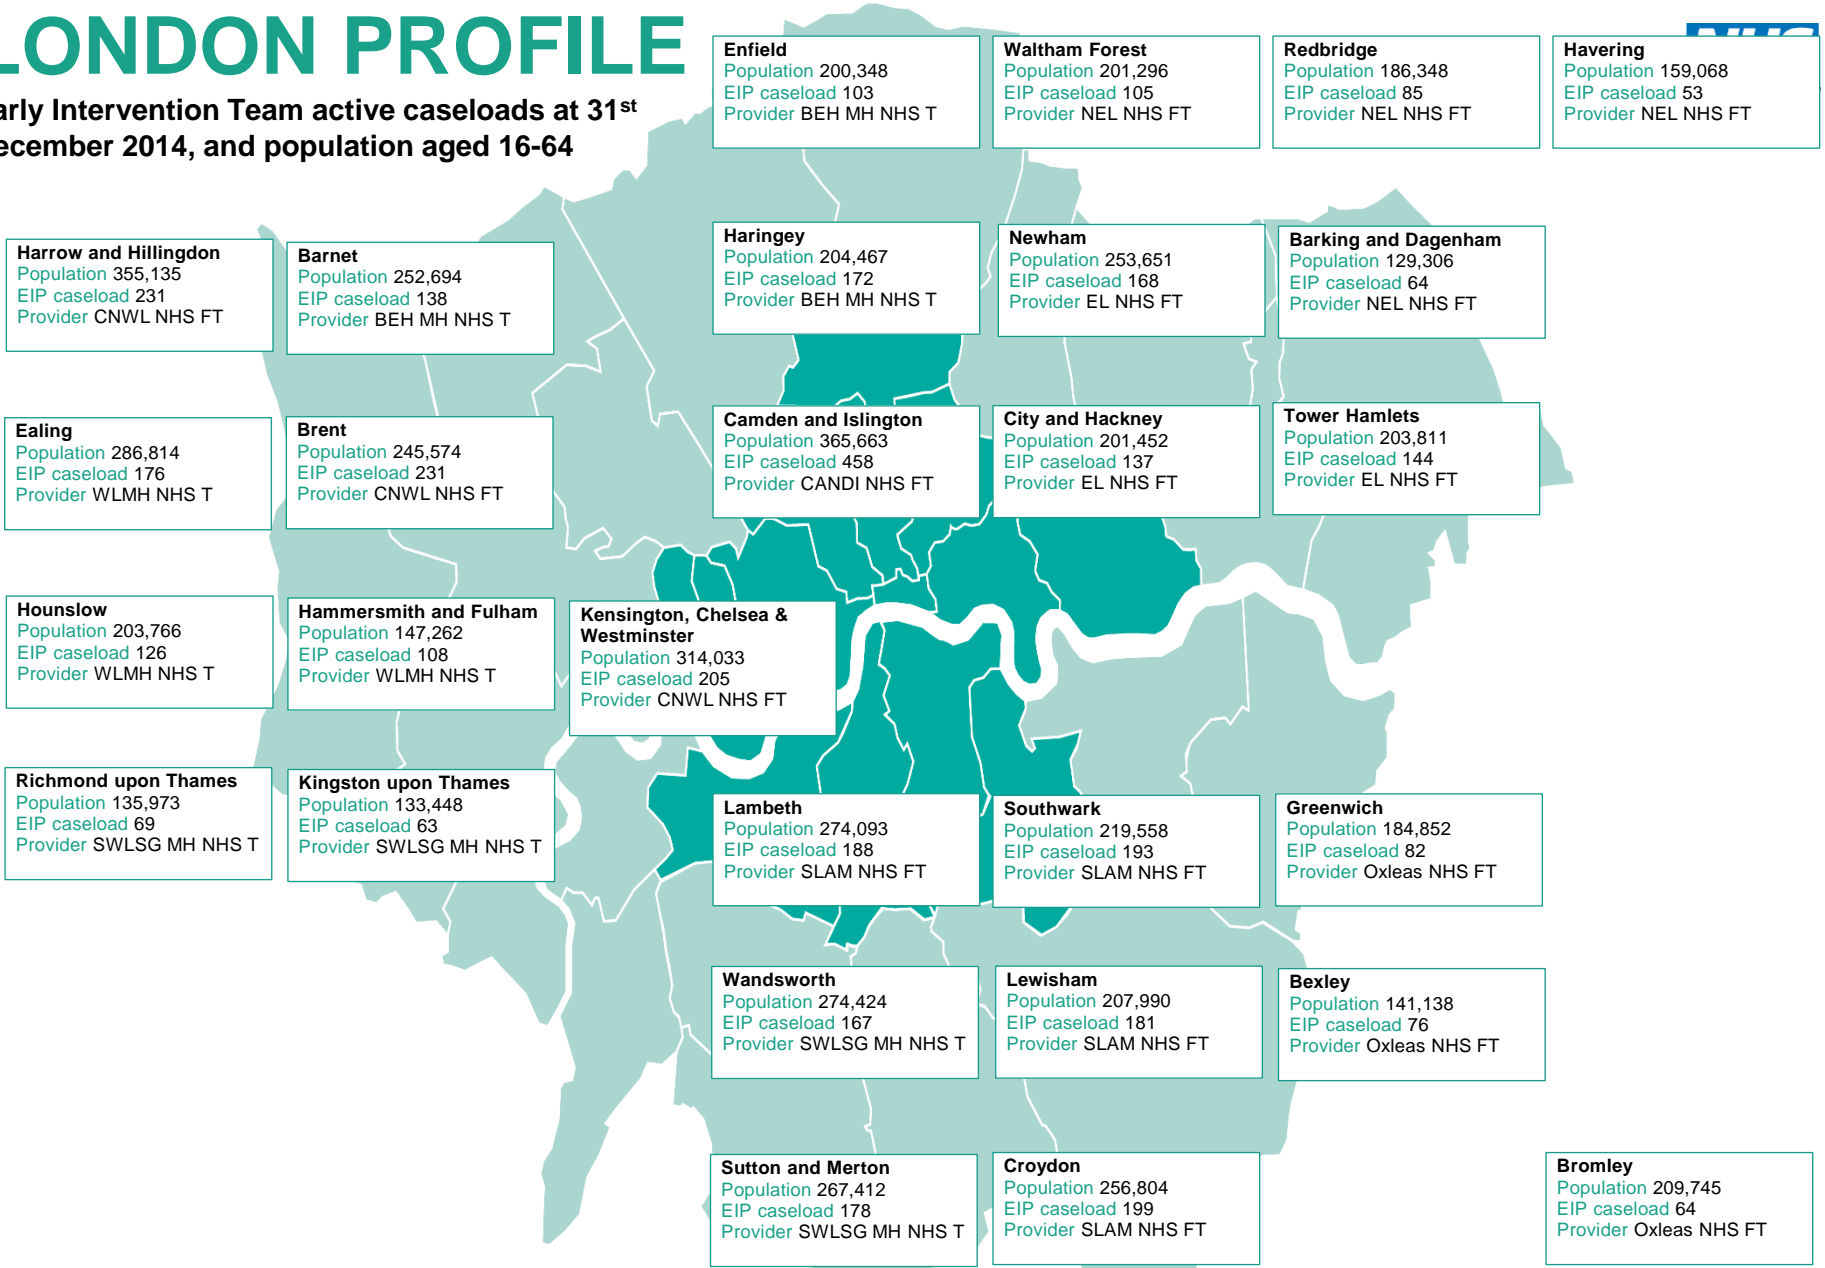 LONDON PROFILE
arly Intervention Team active caseloads at 31st
ecember 2014, and population aged 16-64
NHS
Enfield
Population 200,348
EIP caseload 103
Provider BEH MH NHS T
Waltham Forest
Population 201,296
EIP caseload 105
Provider NEL NHS FT
Redbridge
Population 186,348
EIP caseload 85
Provider NEL NHS FT
Havering
Population 159,068
EIP caseload 53
Provider NEL NHS FT
Harrow and Hillingdon
Population 355,135
EIP caseload 231
Provider CNWL NHS FT
Barnet
Population 252,694
EIP caseload 138
Provider BEH MH NHS T
Haringey
Population 204,467
EIP caseload 172
Provider BEH MH NHS T
Newham
Population 253,651
EIP caseload 168
Provider EL NHS FT
Barking and Dagenham
Population 129,306
EIP caseload 64
Provider NEL NHS FT
Ealing
Population 286,814
EIP caseload 176
Provider WLMH NHS T
Brent
Population 245,574
EIP caseload 231
Provider CNWL NHS FT
Camden and Islington
Population 365,663
EIP caseload 458
Provider CANDI NHS FT
City and Hackney
Population 201,452
EIP caseload 137
Provider EL NHS FT
Tower Hamlets
Population 203,811
EIP caseload 144
Provider EL NHS FT
Hounslow
Population 203,766
EIP caseload 126
Provider WLMH NHS T
Hammersmith and Fulham
Population 147,262
EIP caseload 108
Provider WLMH NHS T
Kensington, Chelsea &
Westminster
Population 314,033
EIP caseload 205
Provider CNWL NHS FT
Richmond upon Thames
Population 135,973
EIP caseload 69
Provider SWLSG MH NHS T
Kingston upon Thames
Population 133,448
EIP caseload 63
Provider SWLSG MH NHS T
Lambeth
Population 274,093
EIP caseload 188
Provider SLAM NHS FT
Southwark
Population 219,558
EIP caseload 193
Provider SLAM NHS FT
Greenwich
Population 184,852
EIP caseload 82
Provider Oxleas NHS FT
Wandsworth
Population 274,424
EIP caseload 167
Provider SWLSG MH NHS T
Lewisham
Population 207,990
EIP caseload 181
Provider SLAM NHS FT
Bexley
Population 141,138
EIP caseload 76
Provider Oxleas NHS FT
Sutton and Merton
Population 267,412
EIP caseload 178
Provider SWLSG MH NHS T
Croydon
Population 256,804
EIP caseload 199
Provider SLAM NHS FT
Bromley
Population 209,745
EIP caseload 64
Provider Oxleas NHS FT